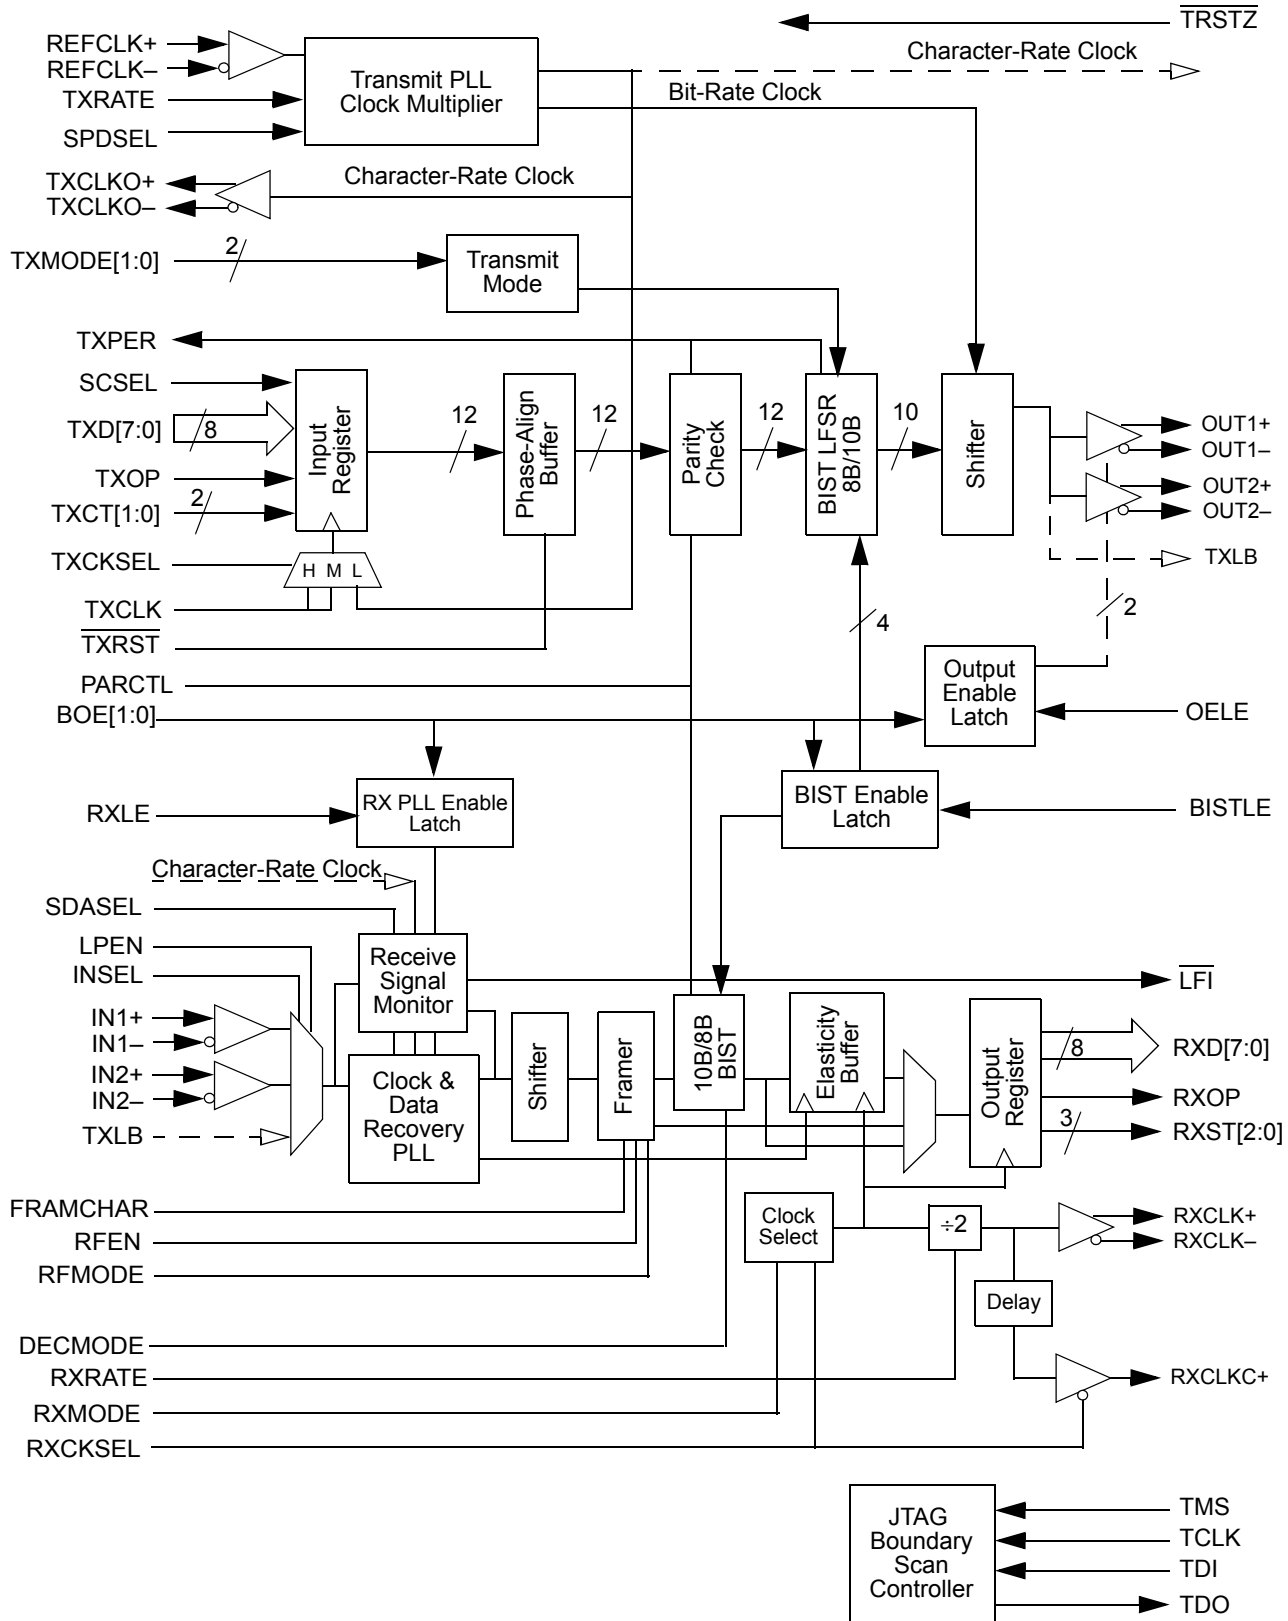 TRSTZ
REFCLK+
REFCLK–
TXRATE
SPDSEL
Transmit PLL
Clock Multiplier
Character-Rate Clock
Bit-Rate Clock
TXCLKO+
TXCLKO–
Character-Rate Clock
TXMODE[1:0]
2
Transmit
Mode
TXPER
SCSEL
TXD[7:0]
8
TXOP
TXCT[1:0]
2
Input
Register
12
Phase-Align
Buffer
12
Parity
Check
12
BIST LFSR
8B/10B
10
Shifter
OUT1+
OUT1–
OUT2+
OUT2–
TXLB
TXCKSEL
H M L
TXCLK
TXRST
4
2
PARCTL
BOE[1:0]
Output
Enable
Latch
OELE
RXLE
RX PLL Enable
Latch
BIST Enable
Latch
BISTLE
Character-Rate Clock
SDASEL
LPEN
INSEL
IN1+
IN1–
IN2+
IN2–
TXLB
Receive
Signal
Monitor
LFI
Clock &
Data
Recovery
PLL
Shifter
Framer
10B/8B
BIST
Elasticity
Buffer
Output
Register
8
RXD[7:0]
RXOP
3
RXST[2:0]
FRAMCHAR
RFEN
RFMODE
Clock
Select
÷2
RXCLK+
RXCLK–
Delay
DECMODE
RXRATE
RXMODE
RXCKSEL
RXCLKC+
JTAG
Boundary
Scan
Controller
TMS
TCLK
TDI
TDO